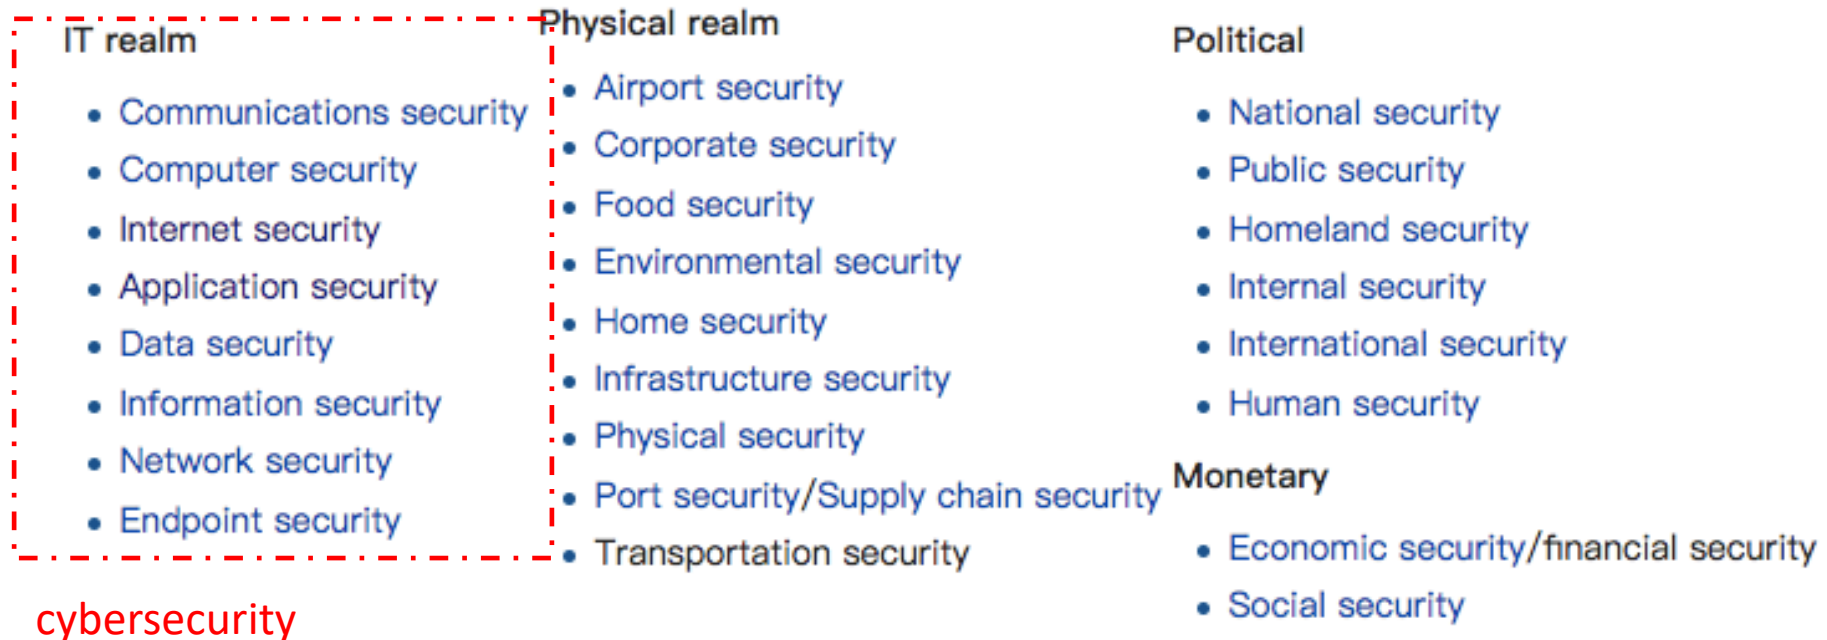 IT realm
• Communications security
• Computer security
• Internet security
• Application security
• Data security
• Information security
• Network security
• Endpoint security
cybersecurity
Physical realm
• Airport security
• Corporate security
• Food security
• Environmental security
• Home security
• Infrastructure security
• Physical security
• Port security/Supply chain security
• Transportation security
Political
• National security
• Public security
• Homeland security
• Internal security
• International security
• Human security
Monetary
• Economic security/financial security
• Social security